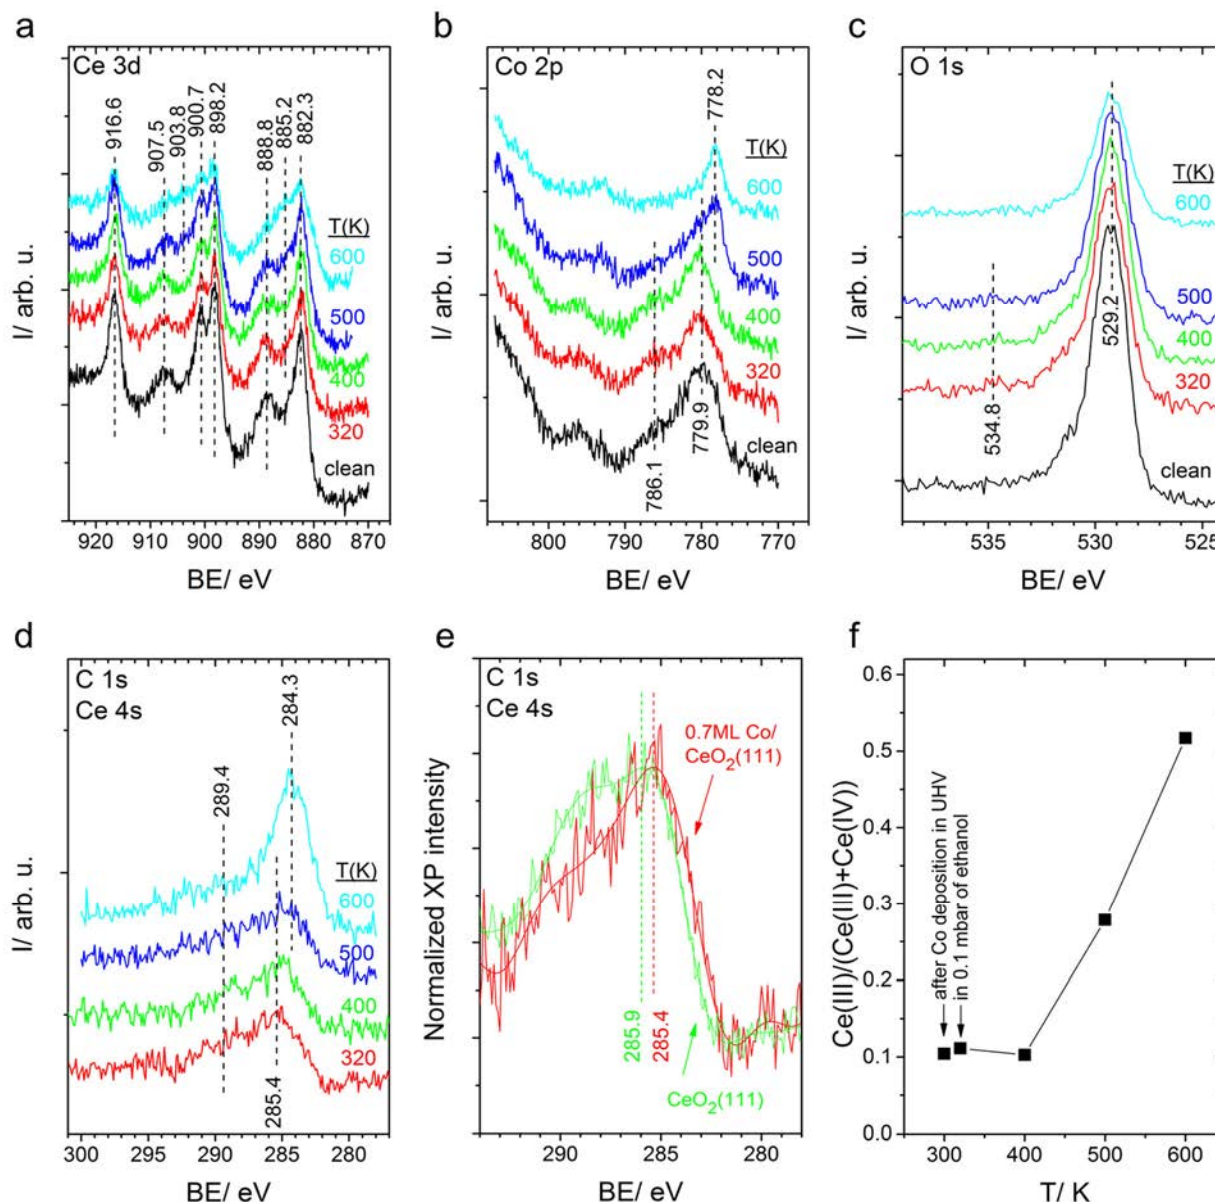 a
Ce 3d
I/ arb. u.
916.6
907.5
903.8
900.7
898.2
888.8
885.2
882.3
T(K)
600
500
400
320
clean
920 910 900 890 880 870
BE/ eV
b
Co 2p
I/ arb. u.
778.2
T(K)
600
500
400
320
clean
779.9
786.1
800 790 780 770
BE/ eV
c
O 1s
I/ arb. u.
T(K)
600
500
400
320
clean
529.2
534.8
535 530 525
BE/ eV
d
C 1s
Ce 4s
I/ arb. u.
284.3
289.4
T(K)
600
500
400
320
285.4
300 295 290 285 280
BE/ eV
e
C 1s
Ce 4s
Normalized XP intensity
0.7ML Co/
CeO₂(111)
285.9
285.4
CeO₂(111)
290 285 280
BE/ eV
f
Ce(III)/(Ce(III)+Ce(IV))
0.6
0.5
0.4
0.3
0.2
0.1
0.0
after Co deposition in UHV
in 0.1 mbar of ethanol
300 400 500 600
T/ K